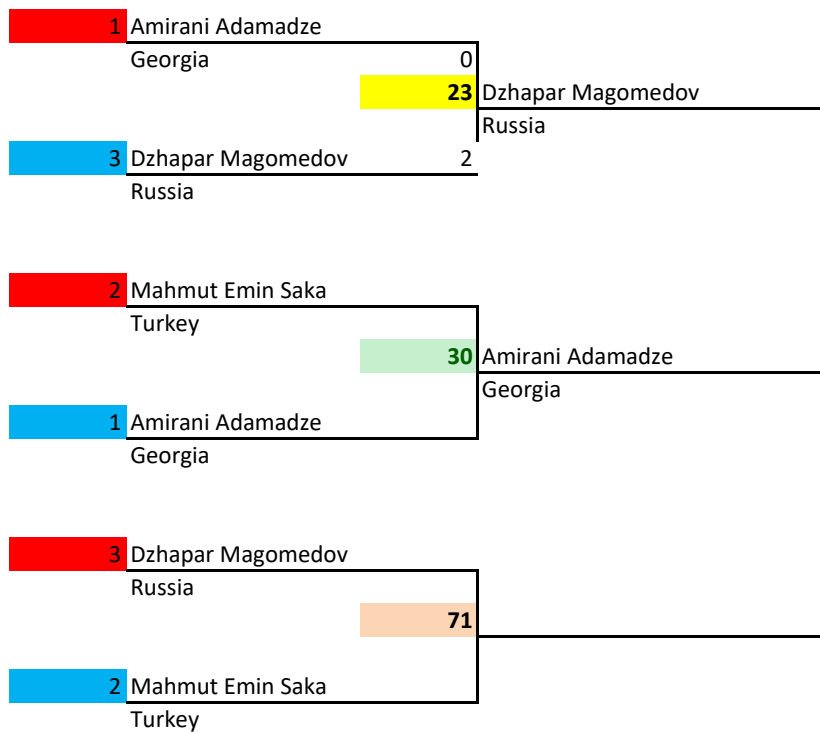 1 Amirani Adamadze
Georgia 0
23 Dzhapar Magomedov
Russia
3 Dzhapar Magomedov 2
Russia
2 Mahmut Emin Saka
Turkey
30 Amirani Adamadze
Georgia
1 Amirani Adamadze
Georgia
3 Dzhapar Magomedov
Russia
71
2 Mahmut Emin Saka
Turkey